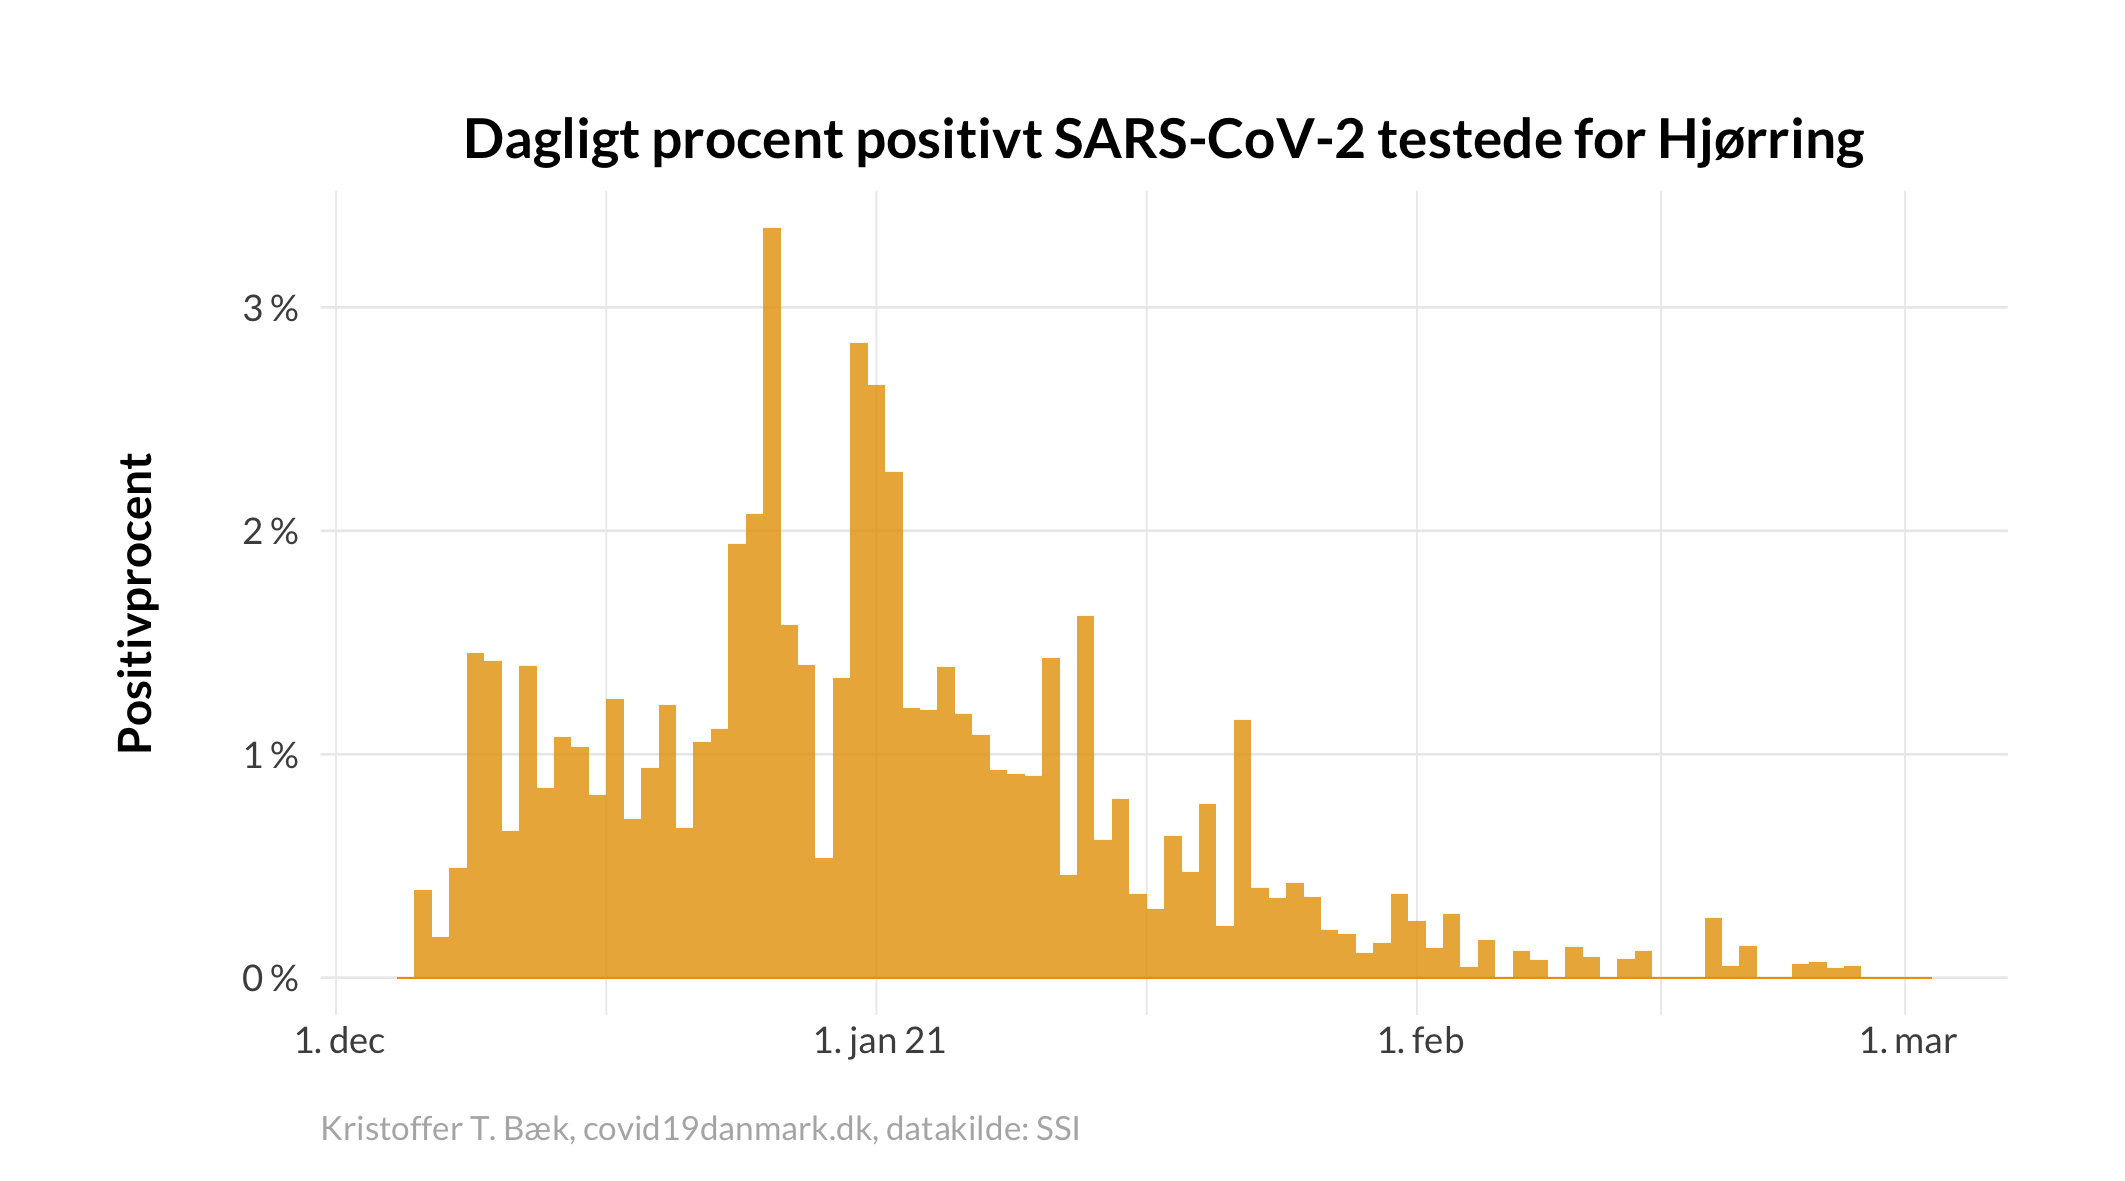 Dagligt procent positivt SARS-CoV-2 testede for Hjørring
Positivprocent
3 %
2 %
1 %
0 %
1. dec
1. jan 21
1. feb
1. mar
Kristoffer T. Bæk, covid19danmark.dk, datakilde: SSI